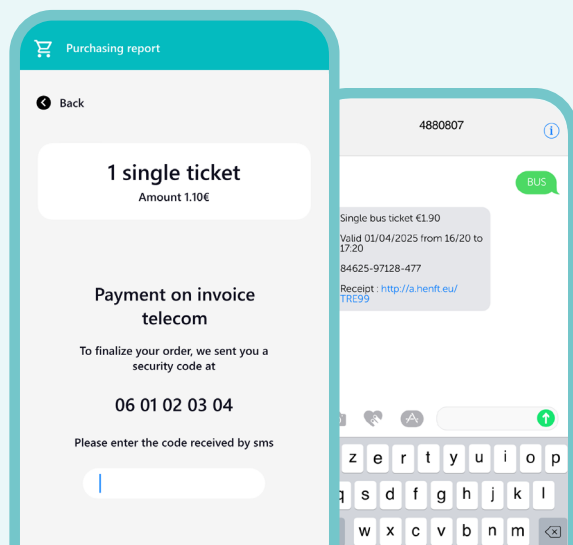 Purchasing report
Back
1 single ticket
Amount 1.10€
Payment on invoice
telecom
To finalize your order, we sent you a
security code at
06 01 02 03 04
Please enter the code received by sms
4880807
BUS
Single bus ticket €1.90
Valid 01/04/2025 from 16/20 to
17:20
84625-97128-477
Receipt : http://a.henft.eu/
TRE99
z e r t y u i o p
q s d f g h j k l
w x c v b n m